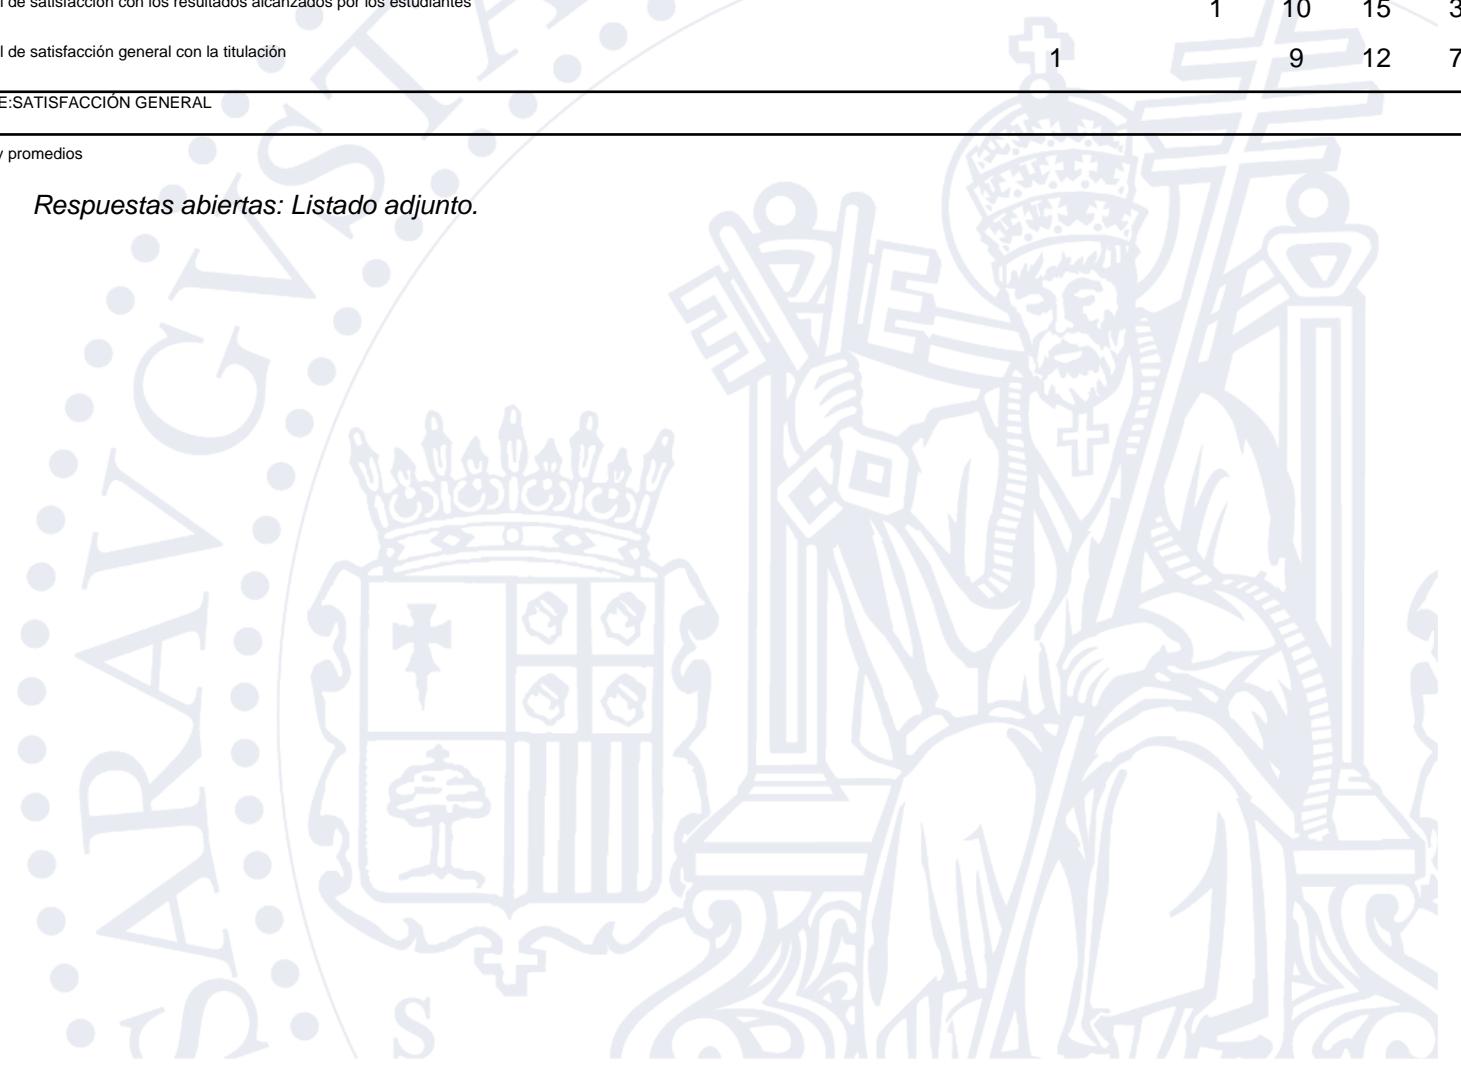 l de satisfacción con los resultados alcanzados por los estudiantes 1 10 15 3
l de satisfacción general con la titulación 1 9 12 7
E:SATISFACCIÓN GENERAL
y promedios
Respuestas abiertas: Listado adjunto.
SARAVGVSTA
S